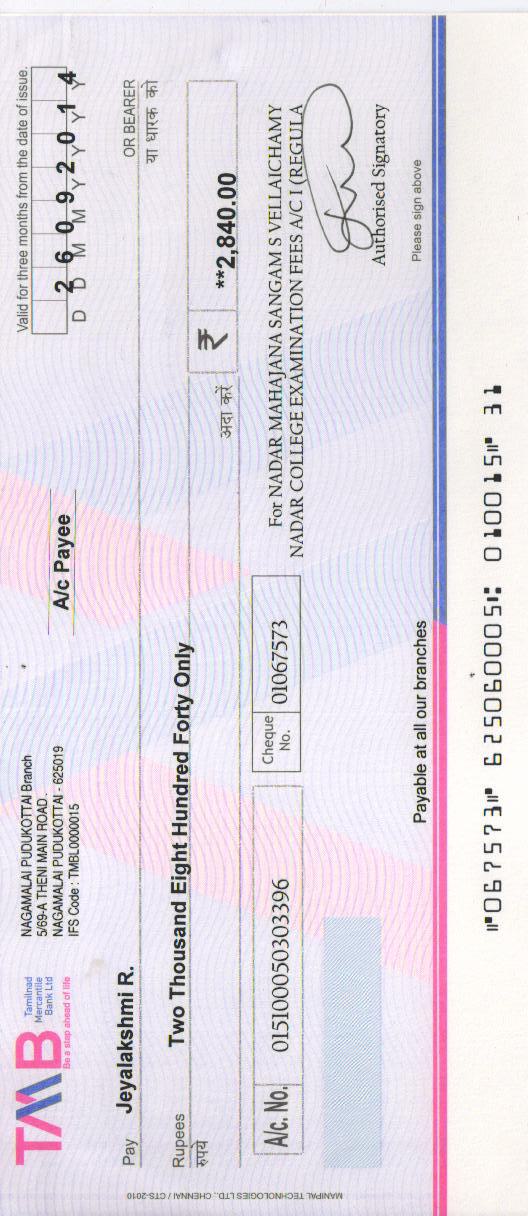 TMB Tamilnad Mercantile Bank Ltd
Be a step ahead of life
NAGAMALAI PUDUKOTTAI Branch
5/69-A THENI MAIN ROAD.
NAGAMALAI PUDUKOTTAI - 625019
IFS Code : TMBL0000015
A/c Payee
Valid for three months from the date of issue.
2 6 0 9 2 0 1 4
D D M M Y Y Y Y
Pay Jeyalakshmi R. OR BEARER
या धारक को
Rupees Two Thousand Eight Hundred Forty Only
रुपये
अदा करें ₹ **2,840.00
A/c. No. 015100050303396
Cheque No. 01067573
For NADAR MAHAJANA SANGAM S VELLAICHAMY
NADAR COLLEGE EXAMINATION FEES A/C I (REGULA
Authorised Signatory
Please sign above
Payable at all our branches
MANIPAL TECHNOLOGIES LTD., CHENNAI / CTS-2010
⑈067573⑈ 625060005⑆ 010015⑈ 31